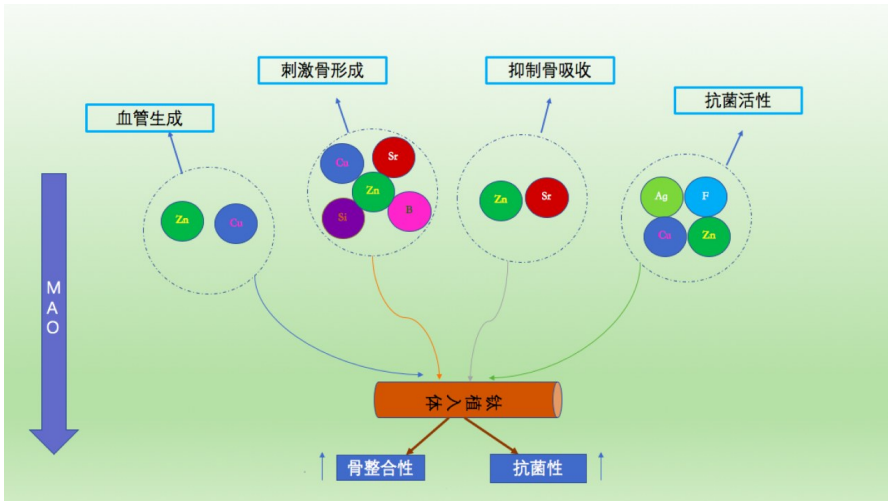 刺激骨形成
抑制骨吸收
抗菌活性
血管生成
Cu
Sr
Zn
Si
B
Zn
Sr
Ag
F
Cu
Zn
Zn
Cu
MAO
钛植入体
骨整合性
抗菌性